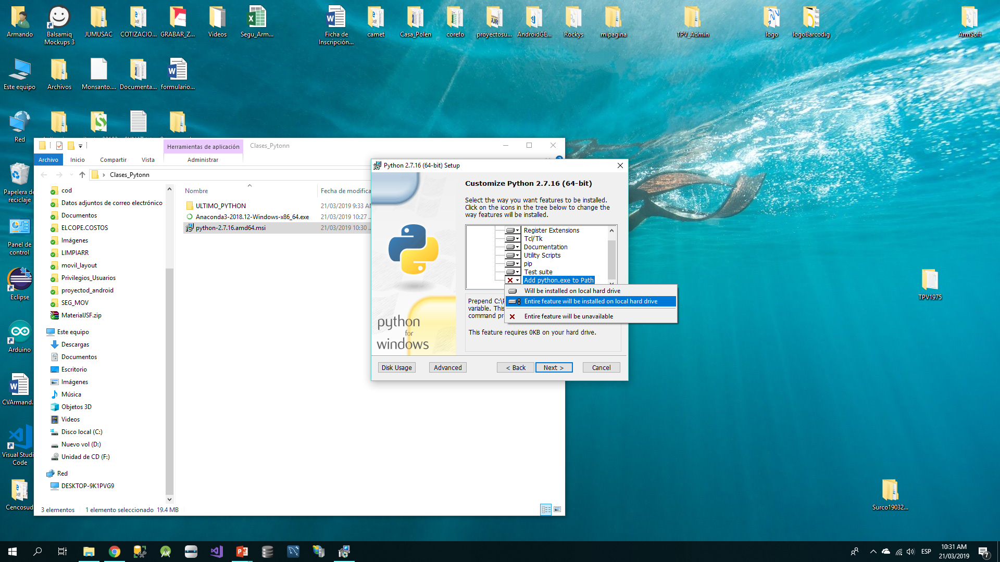 Armando
Balsamiq
Mockups 3
JUMUSAC
COTIZACIO...
GRABAR_Z...
Videos
Segu_Arm...
Ficha de
Inscripción...
camet
Casa_Polen
corefo
proyectosu...
AndroidGE...
Rockys
mipagina
TPV_Admin
logo
logoBarcodig
ArmSoft
Este equipo
Archivos
Monsanto....
Documenta...
formulario...
Red
Papelera de
reciclaje
Panel de
control
Eclipse
Arduino
CVArmand.
Visual Studi
Code
Cencosud
TPV1975
Surco19032...
Herramientas de aplicación
Clases_Pytonn
Archivo
Inicio
Compartir
Vista
Administrar
Clases_Pytonn
cod
Datos adjuntos de correo electrónico
Documentos
ELCOPE.COSTOS
Imágenes
LIMPIARR
movil_layout
Privilegios_Usuarios
proyectod_android
SEG_MOV
MaterialJSF.zip
Este equipo
Descargas
Documentos
Escritorio
Imágenes
Música
Objetos 3D
Videos
Disco local (C:)
Nuevo vol (D:)
Unidad de CD (F:)
Red
DESKTOP-9K1PVG9
Nombre
Fecha de modifica
ULTIMO_PYTHON
21/03/2019 9:33 AM
Anaconda3-2018.12-Windows-x86_64.exe
21/03/2019 10:27 ...
python-2.7.16.amd64.msi
21/03/2019 10:30 ...
3 elementos
1 elemento seleccionado 19.4 MB
Python 2.7.16 (64-bit) Setup
Customize Python 2.7.16 (64-bit)
Select the way you want features to be installed.
Click on the icons in the tree below to change the
way features will be installed.
Register Extensions
Tcl/Tk
Documentation
Utility Scripts
pip
Test suite
Add python.exe to Path
Will be installed on local hard drive
Entire feature will be installed on local hard drive
Entire feature will be unavailable
Prepend C:\
variable. This
command pr
This feature requires 0KB on your hard drive.
python
for
windows
Disk Usage
Advanced
< Back
Next >
Cancel
ESP
10:31 AM
21/03/2019
7